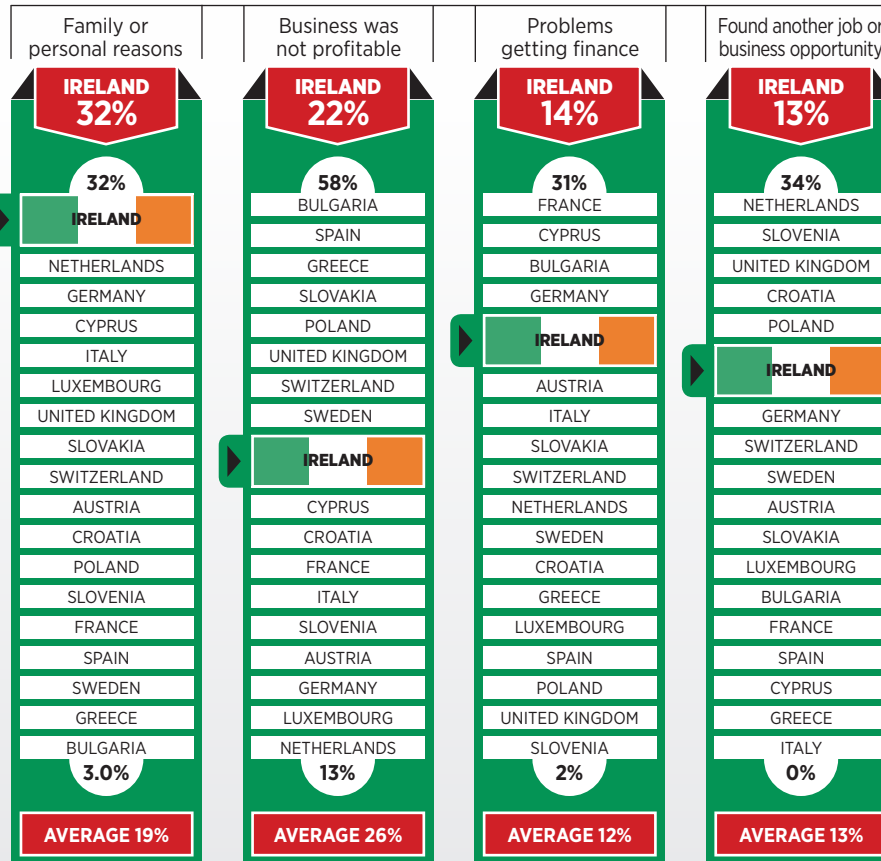 Family or
personal reasons
IRELAND
32%
32%
IRELAND
NETHERLANDS
GERMANY
CYPRUS
ITALY
LUXEMBOURG
UNITED KINGDOM
SLOVAKIA
SWITZERLAND
AUSTRIA
CROATIA
POLAND
SLOVENIA
FRANCE
SPAIN
SWEDEN
GREECE
BULGARIA
3.0%
AVERAGE 19%
Business was
not profitable
IRELAND
22%
58%
BULGARIA
SPAIN
GREECE
SLOVAKIA
POLAND
UNITED KINGDOM
SWITZERLAND
SWEDEN
IRELAND
CYPRUS
CROATIA
FRANCE
ITALY
SLOVENIA
AUSTRIA
GERMANY
LUXEMBOURG
NETHERLANDS
13%
AVERAGE 26%
Problems
getting finance
IRELAND
14%
31%
FRANCE
CYPRUS
BULGARIA
GERMANY
IRELAND
AUSTRIA
ITALY
SLOVAKIA
SWITZERLAND
NETHERLANDS
SWEDEN
CROATIA
GREECE
LUXEMBOURG
SPAIN
POLAND
UNITED KINGDOM
SLOVENIA
2%
AVERAGE 12%
Found another job or
business opportunity
IRELAND
13%
34%
NETHERLANDS
SLOVENIA
UNITED KINGDOM
CROATIA
POLAND
IRELAND
GERMANY
SWITZERLAND
SWEDEN
AUSTRIA
SLOVAKIA
LUXEMBOURG
BULGARIA
FRANCE
SPAIN
CYPRUS
GREECE
ITALY
0%
AVERAGE 13%